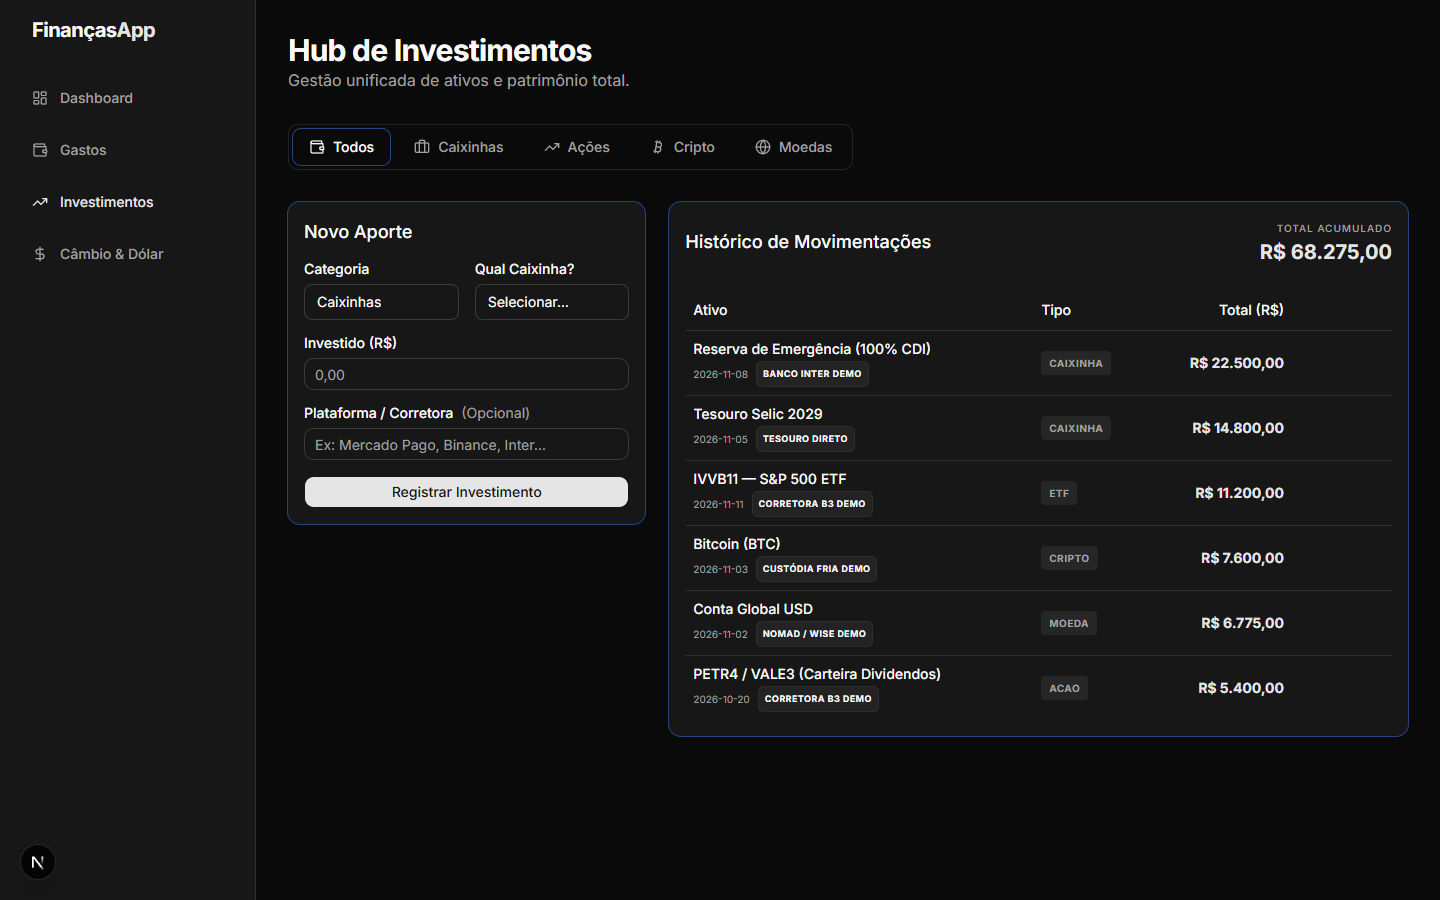 FinançasApp
Dashboard
Gastos
Investimentos
Câmbio & Dólar
Hub de Investimentos
Gestão unificada de ativos e patrimônio total.
Todos
Caixinhas
Ações
Cripto
Moedas
Novo Aporte
Categoria
Qual Caixinha?
Caixinhas
Selecionar...
Investido (R$)
0,00
Plataforma / Corretora (Opcional)
Ex: Mercado Pago, Binance, Inter...
Registrar Investimento
Histórico de Movimentações
TOTAL ACUMULADO
R$ 68.275,00
Ativo Tipo Total (R$)
Reserva de Emergência (100% CDI)
2026-11-08 BANCO INTER DEMO
CAIXINHA
R$ 22.500,00
Tesouro Selic 2029
2026-11-05 TESOURO DIRETO
CAIXINHA
R$ 14.800,00
IVVB11 — S&P 500 ETF
2026-11-11 CORRETORA B3 DEMO
ETF
R$ 11.200,00
Bitcoin (BTC)
2026-11-03 CUSTÓDIA FRIA DEMO
CRIPTO
R$ 7.600,00
Conta Global USD
2026-11-02 NOMAD / WISE DEMO
MOEDA
R$ 6.775,00
PETR4 / VALE3 (Carteira Dividendos)
2026-10-20 CORRETORA B3 DEMO
ACAO
R$ 5.400,00
N